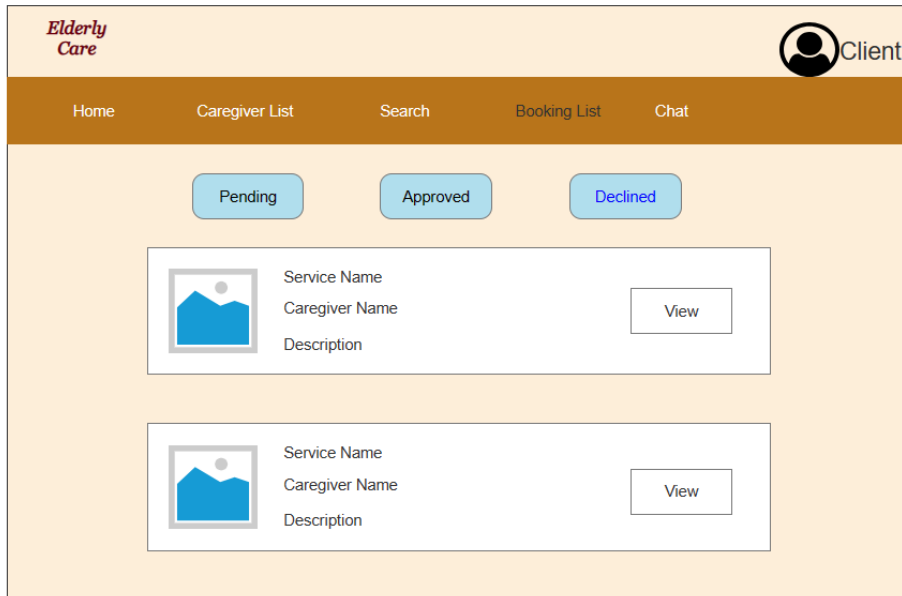 Elderly
Care
Client
Home Caregiver List Search Booking List Chat
Pending Approved Declined
Service Name
Caregiver Name
View
Description
Service Name
Caregiver Name
View
Description